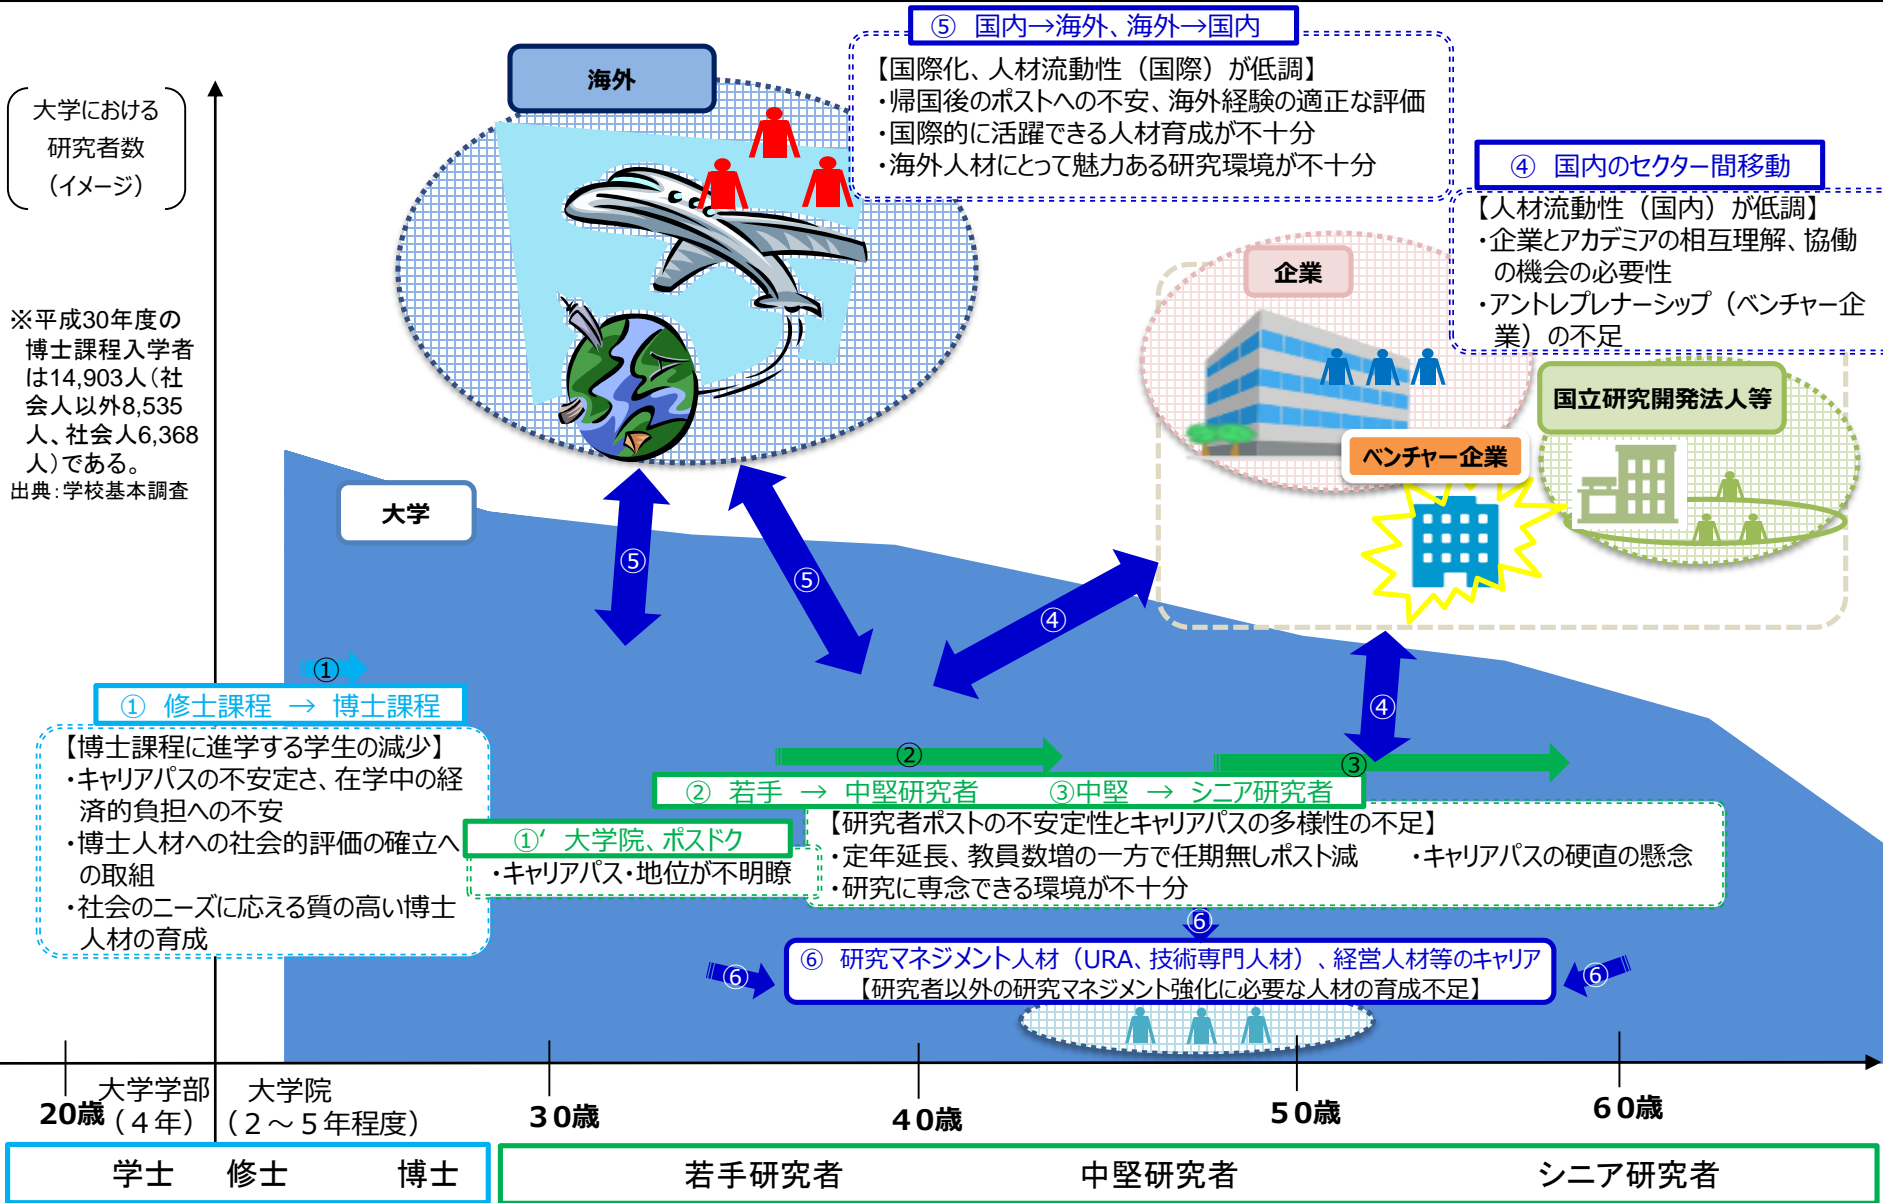 ⑤　国内→海外、海外→国内
【国際化、人材流動性（国際）が低調】
・帰国後のポストへの不安、海外経験の適正な評価
・国際的に活躍できる人材育成が不十分
・海外人材にとって魅力ある研究環境が不十分
海外
大学における
研究者数
（イメージ）
④　国内のセクター間移動
【人材流動性（国内）が低調】
・企業とアカデミアの相互理解、協働
の機会の必要性
・アントレプレナーシップ（ベンチャー企
業）の不足
企業
※平成30年度の
博士課程入学者
は14,903人（社
会人以外8,535
人、社会人6,368
人）である。
出典：学校基本調査
国立研究開発法人等
ベンチャー企業
大学
⑤
⑤
④
④
①
①　修士課程　→　博士課程
【博士課程に進学する学生の減少】
・キャリアパスの不安定さ、在学中の経
済的負担への不安
・博士人材への社会的評価の確立へ
の取組
・社会のニーズに応える質の高い博士
人材の育成
②
③
②　若手　→　中堅研究者　　③中堅　→　シニア研究者
①‘　大学院、ポスドク
・キャリアパス・地位が不明瞭
【研究者ポストの不安定性とキャリアパスの多様性の不足】
・定年延長、教員数増の一方で任期無しポスト減　　・キャリアパスの硬直の懸念
・研究に専念できる環境が不十分
⑥
⑥
⑥
⑥　研究マネジメント人材（URA、技術専門人材）、経営人材等のキャリア
【研究者以外の研究マネジメント強化に必要な人材の育成不足】
20歳
大学学部
（４年）
大学院
（２～５年程度）
３０歳
４０歳
５０歳
６０歳
学士　修士　博士
若手研究者　中堅研究者　シニア研究者